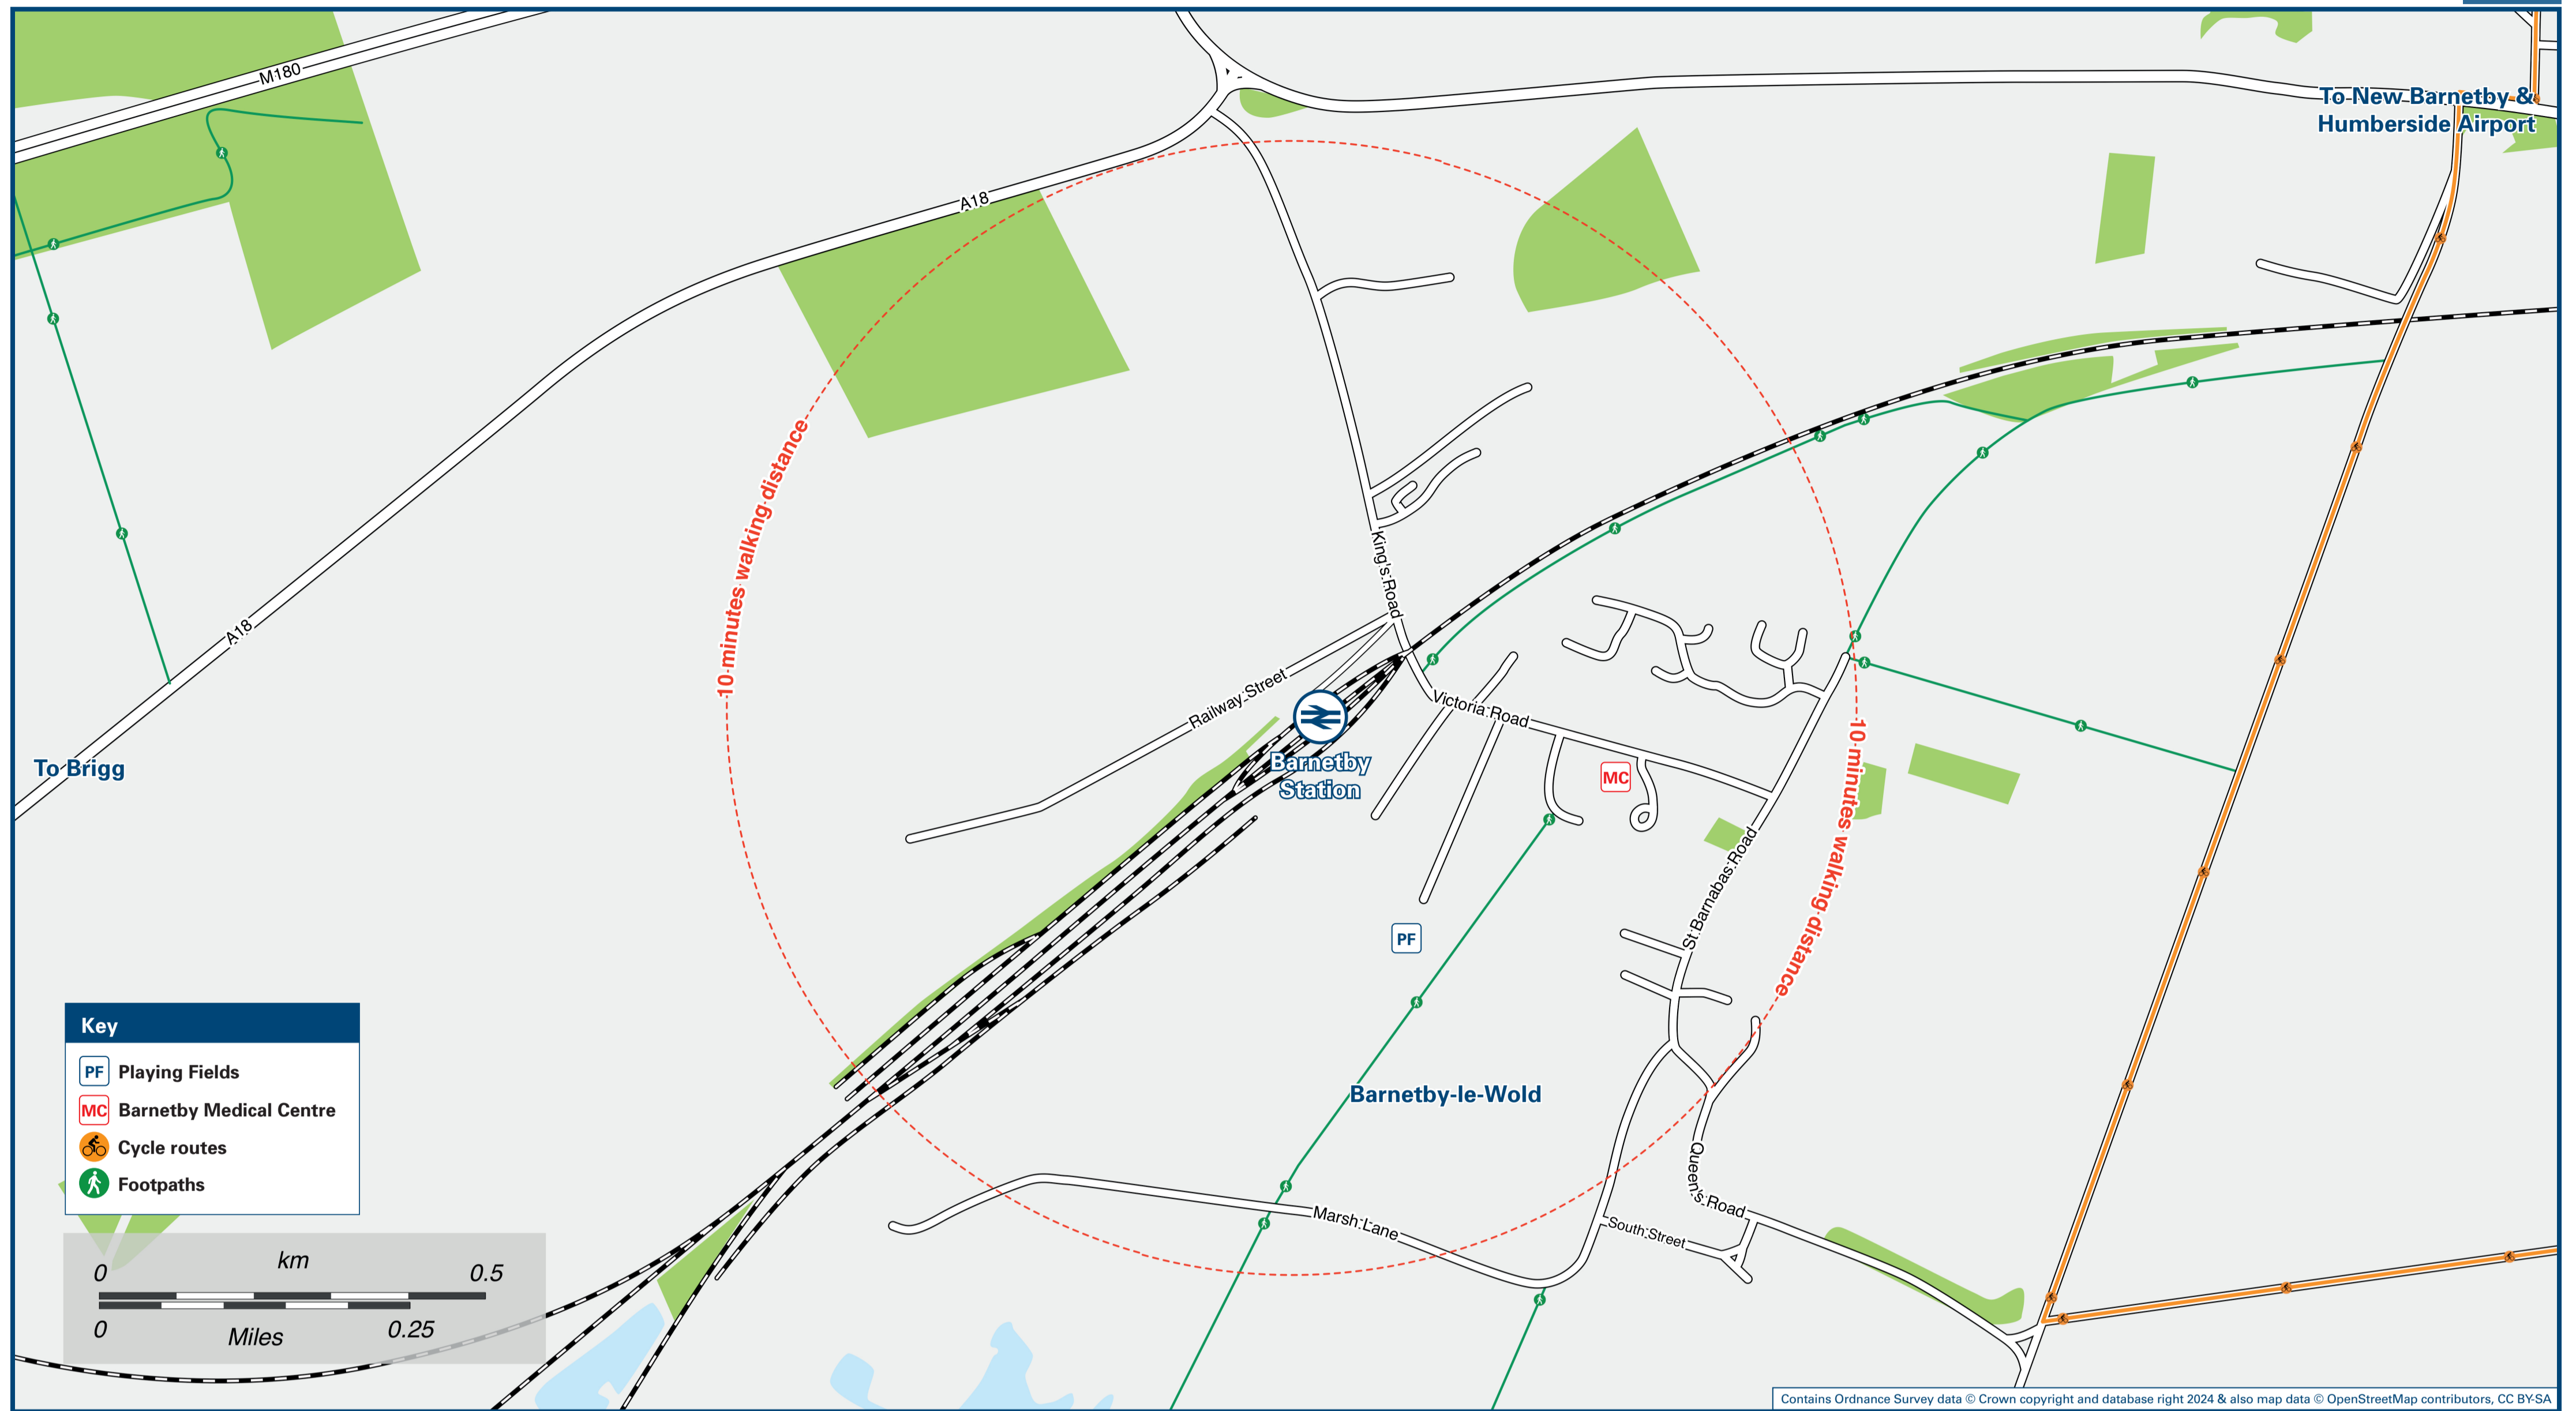 M180
To New Barnetby &
Humberside Airport
A18
10 minutes walking distance
King's Road
A18
Railway Street
Victoria Road
To Brigg
Barnetby
Station
MC
10 minutes walking distance
St Barnabas Road
PF
Barnetby-le-Wold
Queen's Road
Marsh Lane
South Street
Key
PF Playing Fields
MC Barnetby Medical Centre
Cycle routes
Footpaths
km
0 0.5
0 0.25
Miles
Contains Ordnance Survey data © Crown copyright and database right 2024 & also map data © OpenStreetMap contributors, CC BY-SA